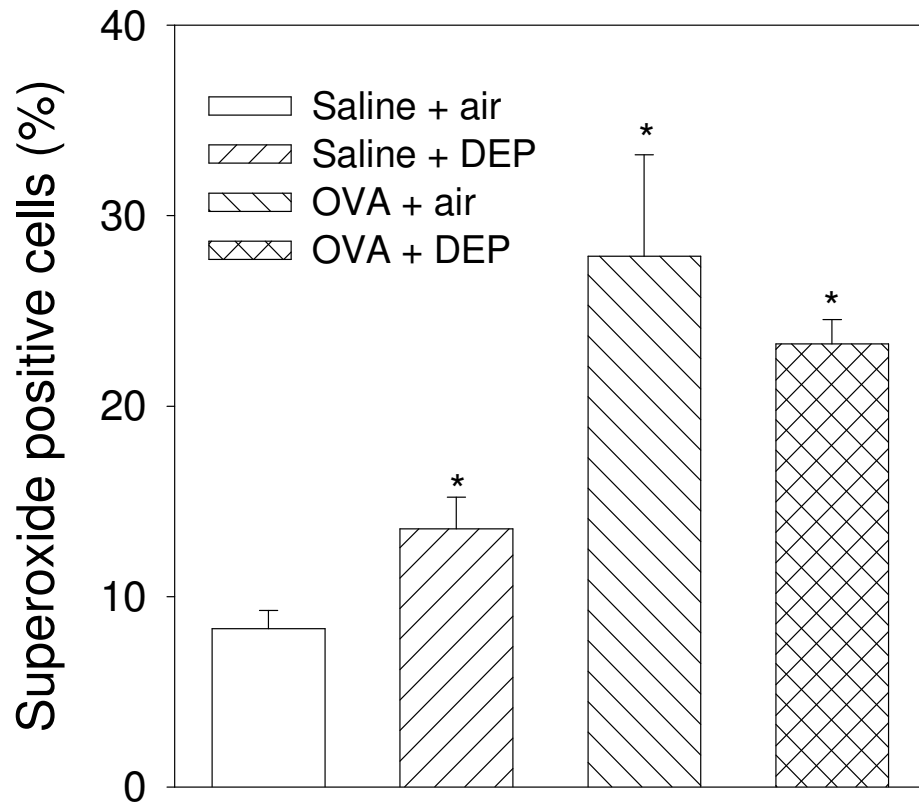 Superoxide positive cells (%)
40
30
20
10
0
Saline + air
Saline + DEP
OVA + air
OVA + DEP
*
*
*